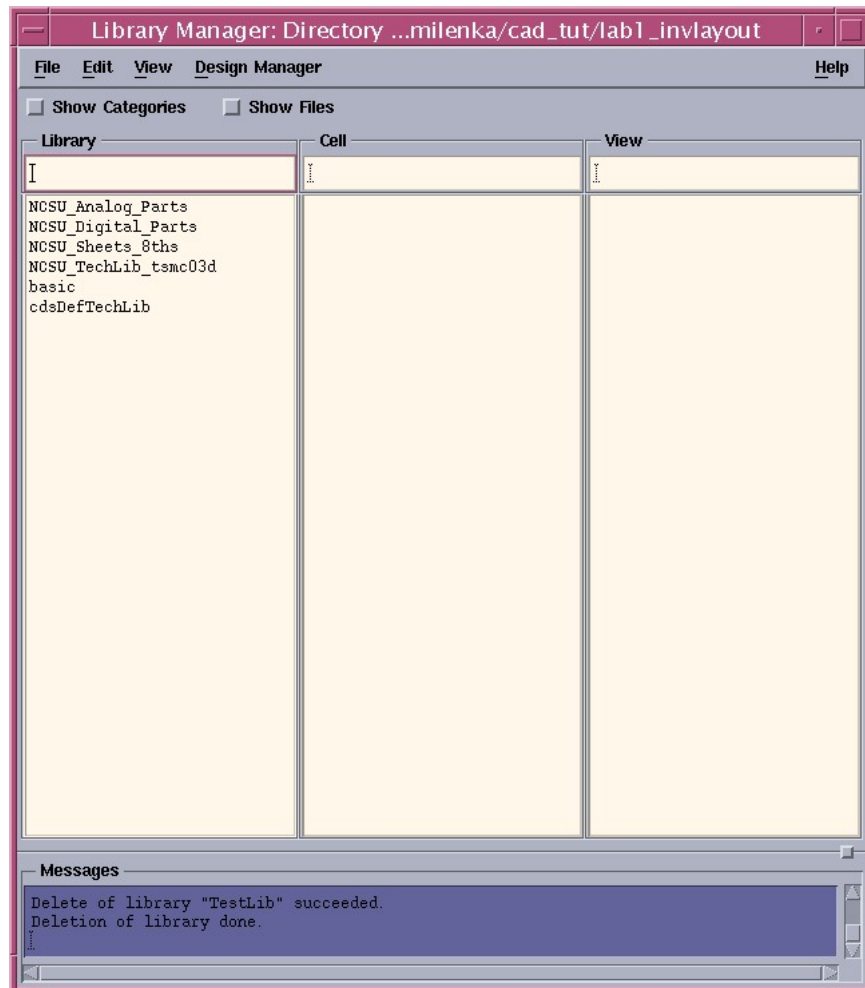 Library Manager: Directory ...milenka/cad_tut/lab1_invlayout
File Edit View Design Manager Help
Show Categories Show Files
Library Cell View
NCSU_Analog_Parts
NCSU_Digital_Parts
NCSU_Sheets_8ths
NCSU_TechLib_tsmc03d
basic
cdsDefTechLib
Messages
Delete of library "TestLib" succeeded.
Deletion of library done.